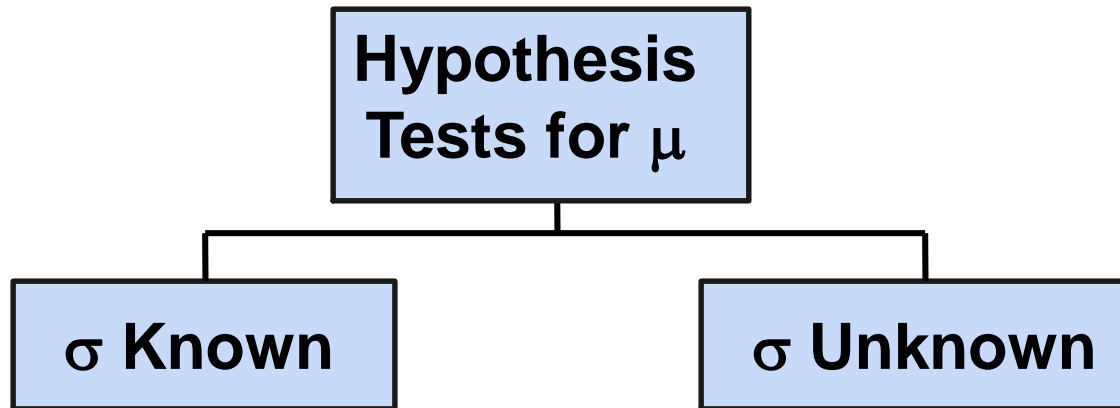 Hypothesis
Tests for μ
σ Known
σ Unknown